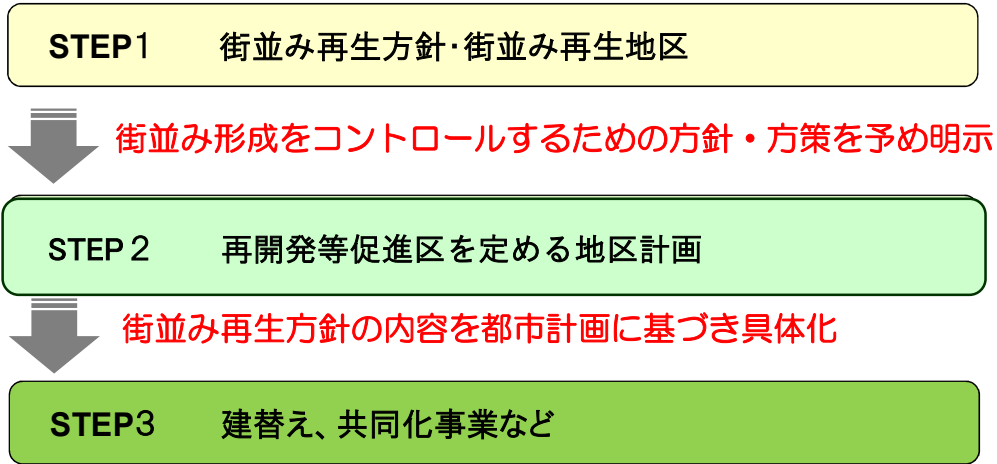 STEP1 街並み再生方針・街並み再生地区
街並み形成をコントロールするための方針・方策を予め明示
STEP２ 再開発等促進区を定める地区計画
街並み再生方針の内容を都市計画に基づき具体化
STEP3 建替え、共同化事業など